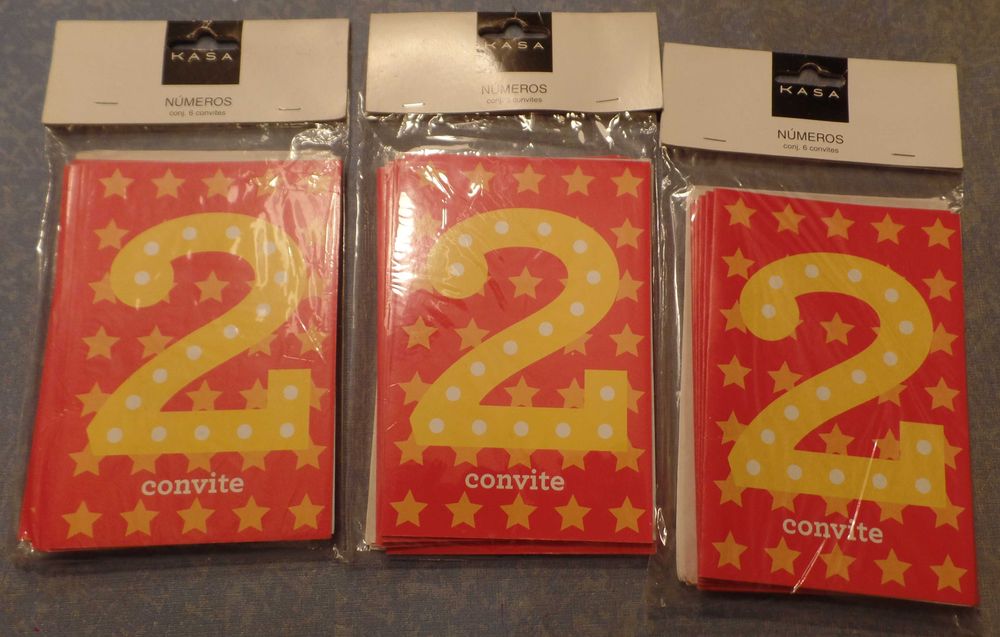 KASA
NÚMEROS
conj. 6 convites
2
convite
KASA
NÚMEROS
conj. 6 convites
2
convite
KASA
NÚMEROS
conj. 6 convites
2
convite